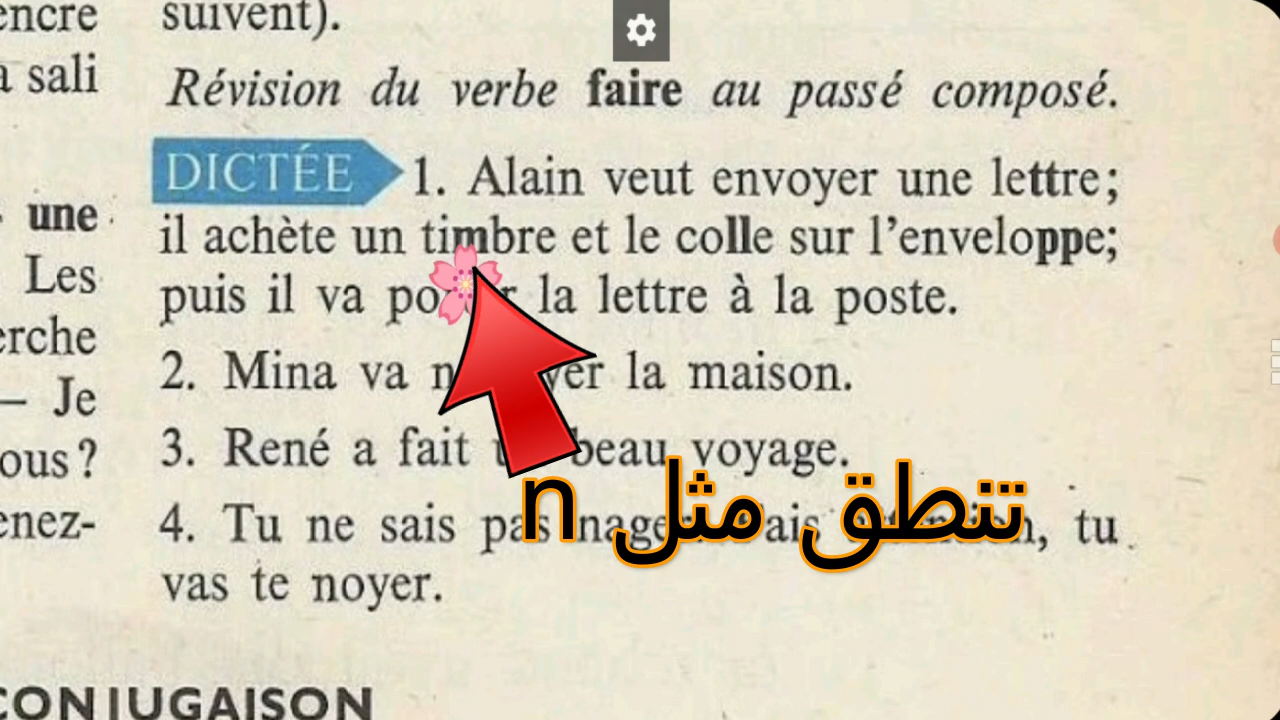 encre
a sali
une
Les
erche
— Je
ous ?
enez-
suivent).
Révision du verbe faire au passé composé.
DICTÉE 1. Alain veut envoyer une lettre;
il achète un timbre et le colle sur l'enveloppe;
puis il va la lettre à la poste.
2. Mina va la maison.
3. René a fait beau voyage.
4. Tu ne sais pas tu
vas te noyer.
تنطق مثل n
CONJUGAISON